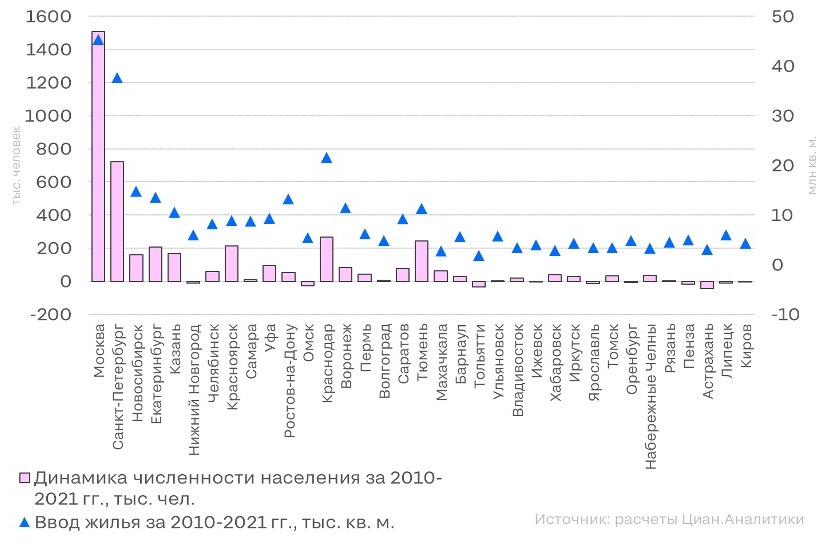 1600
1400
1200
1000
800
600
400
200
0
-200
тыс. человек
50
40
30
20
10
0
-10
млн кв. м.
Москва
Санкт-Петербург
Новосибирск
Екатеринбург
Казань
Нижний Новгород
Челябинск
Красноярск
Самара
Уфа
Ростов-на-Дону
Омск
Краснодар
Воронеж
Пермь
Волгоград
Саратов
Тюмень
Махачкала
Барнаул
Тольятти
Ульяновск
Владивосток
Ижевск
Хабаровск
Иркутск
Ярославль
Томск
Оренбург
Набережные Челны
Рязань
Пенза
Астрахань
Липецк
Киров
Динамика численности населения за 2010-
2021 гг., тыс. чел.
Ввод жилья за 2010-2021 гг., тыс. кв. м.
Источник: расчеты Циан.Аналитики